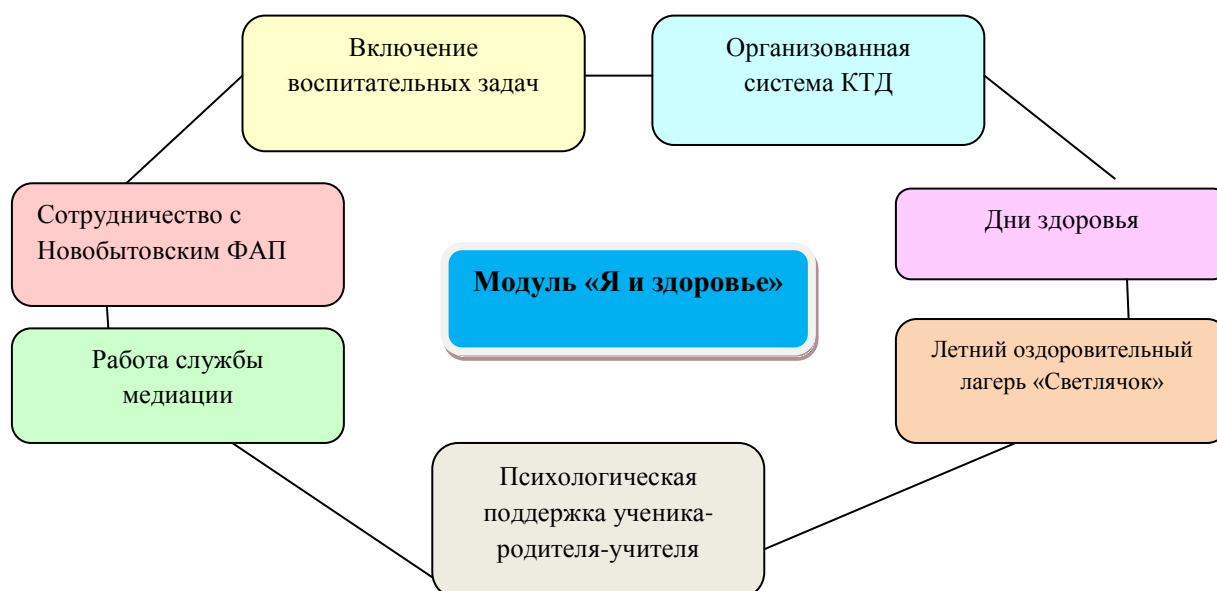 Включение
воспитательных задач
Организованная
система КТД
Сотрудничество с
Новобытовским ФАП
Дни здоровья
Модуль «Я и здоровье»
Работа службы
медиации
Летний оздоровительный
лагерь «Светлячок»
Психологическая
поддержка ученика-
родителя-учителя